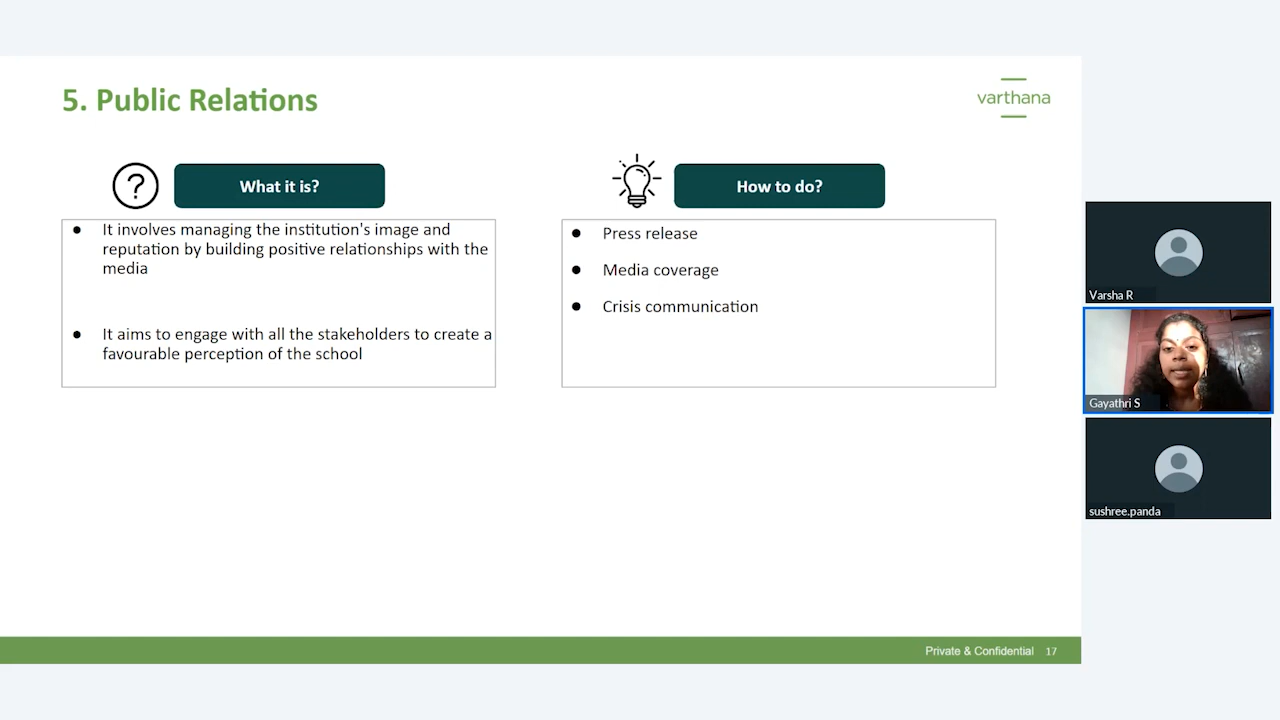 5. Public Relations
varthana
?
What it is?
How to do?
● It involves managing the institution's image and
reputation by building positive relationships with the
media
● It aims to engage with all the stakeholders to create a
favourable perception of the school
● Press release
● Media coverage
● Crisis communication
Varsha R
Gayathri S
sushree.panda
Private & Confidential 17